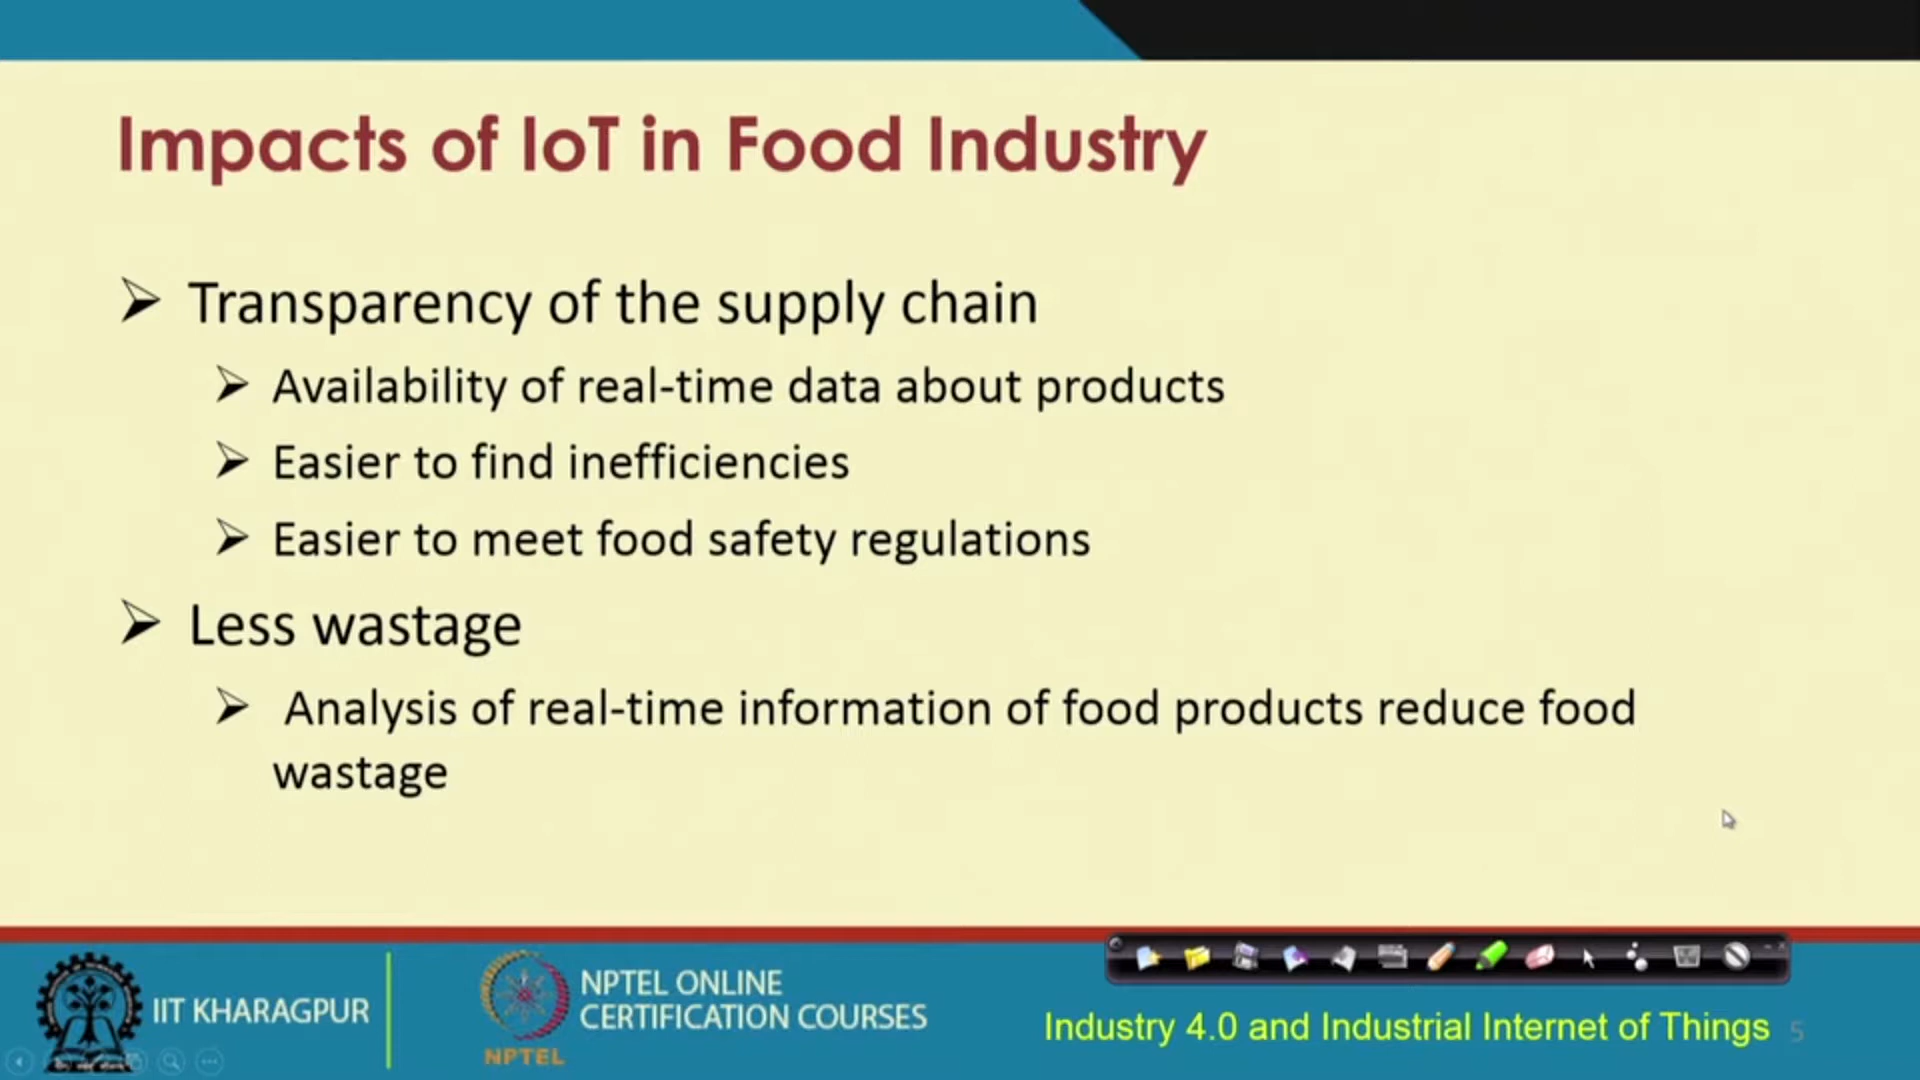 Impacts of IoT in Food Industry
➢ Transparency of the supply chain
➢ Availability of real-time data about products
➢ Easier to find inefficiencies
➢ Easier to meet food safety regulations
➢ Less wastage
➢ Analysis of real-time information of food products reduce food
wastage
IIT KHARAGPUR
NPTEL
NPTEL ONLINE
CERTIFICATION COURSES
Industry 4.0 and Industrial Internet of Things
5